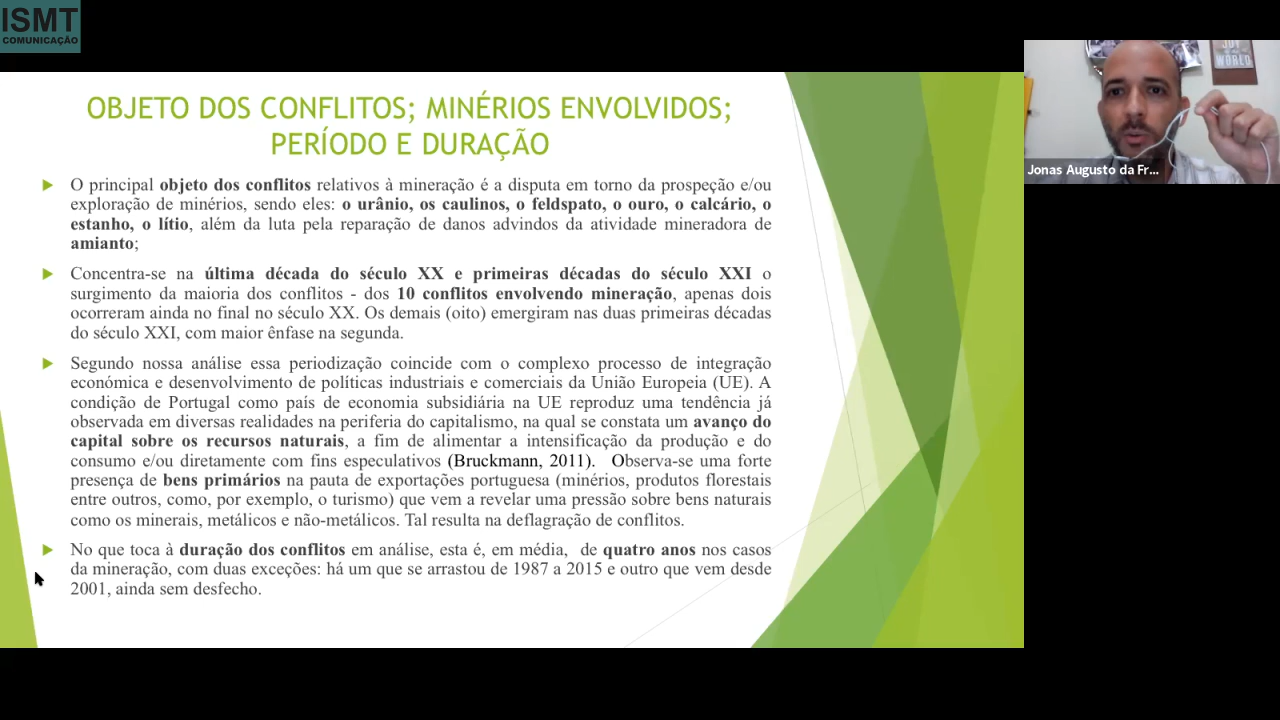 ISMT
COMUNICAÇÃO
OBJETO DOS CONFLITOS; MINÉRIOS ENVOLVIDOS;
PERÍODO E DURAÇÃO
O principal objeto dos conflitos relativos à mineração é a disputa em torno da prospeção e/ou
exploração de minérios, sendo eles: o urânio, os caulinos, o feldspato, o ouro, o calcário, o
estanho, o lítio, além da luta pela reparação de danos advindos da atividade mineradora de
amianto;
Concentra-se na última década do século XX e primeiras décadas do século XXI o
surgimento da maioria dos conflitos - dos 10 conflitos envolvendo mineração, apenas dois
ocorreram ainda no final no século XX. Os demais (oito) emergiram nas duas primeiras décadas
do século XXI, com maior ênfase na segunda.
Segundo nossa análise essa periodização coincide com o complexo processo de integração
económica e desenvolvimento de políticas industriais e comerciais da União Europeia (UE). A
condição de Portugal como país de economia subsidiária na UE reproduz uma tendência já
observada em diversas realidades na periferia do capitalismo, na qual se constata um avanço do
capital sobre os recursos naturais, a fim de alimentar a intensificação da produção e do
consumo e/ou diretamente com fins especulativos (Bruckmann, 2011). Observa-se uma forte
presença de bens primários na pauta de exportações portuguesa (minérios, produtos florestais
entre outros, como, por exemplo, o turismo) que vem a revelar uma pressão sobre bens naturais
como os minerais, metálicos e não-metálicos. Tal resulta na deflagração de conflitos.
No que toca à duração dos conflitos em análise, esta é, em média, de quatro anos nos casos
da mineração, com duas exceções: há um que se arrastou de 1987 a 2015 e outro que vem desde
2001, ainda sem desfecho.
WORLD
Jonas Augusto da Fr...